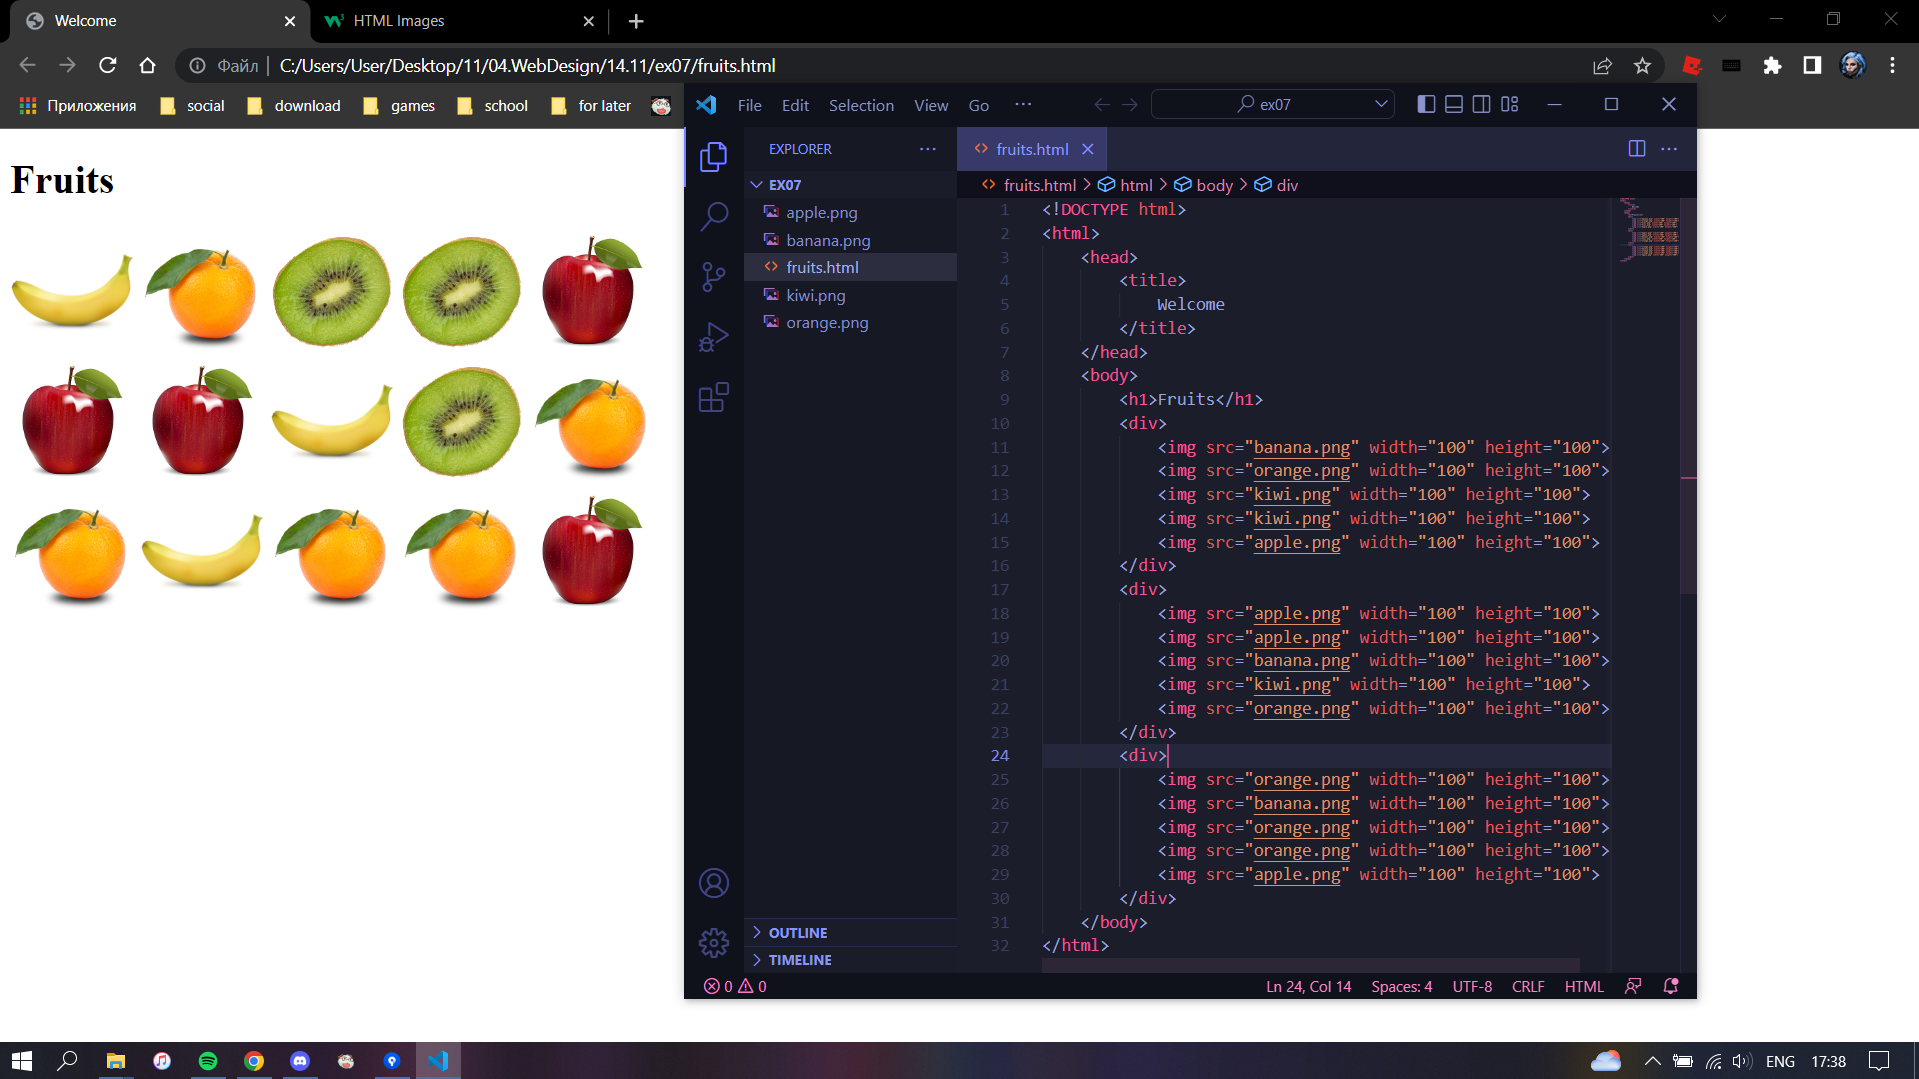 Welcome
HTML Images
Файл | C:/Users/User/Desktop/11/04.WebDesign/14.11/ex07/fruits.html
Приложения social download games school for later
File Edit Selection View Go ··· ex07
EXPLORER ···
EX07
apple.png
banana.png
fruits.html
kiwi.png
orange.png
OUTLINE
TIMELINE
fruits.html
fruits.html > html > body > div
1 <!DOCTYPE html>
2 <html>
3 <head>
4 <title>
5 Welcome
6 </title>
7 </head>
8 <body>
9 <h1>Fruits</h1>
10 <div>
11 <img src="banana.png" width="100" height="100">
12 <img src="orange.png" width="100" height="100">
13 <img src="kiwi.png" width="100" height="100">
14 <img src="kiwi.png" width="100" height="100">
15 <img src="apple.png" width="100" height="100">
16 </div>
17 <div>
18 <img src="apple.png" width="100" height="100">
19 <img src="apple.png" width="100" height="100">
20 <img src="banana.png" width="100" height="100">
21 <img src="kiwi.png" width="100" height="100">
22 <img src="orange.png" width="100" height="100">
23 </div>
24 <div>
25 <img src="orange.png" width="100" height="100">
26 <img src="banana.png" width="100" height="100">
27 <img src="orange.png" width="100" height="100">
28 <img src="orange.png" width="100" height="100">
29 <img src="apple.png" width="100" height="100">
30 </div>
31 </body>
32 </html>
0 0 Ln 24, Col 14 Spaces: 4 UTF-8 CRLF HTML
Fruits
ENG 17:38